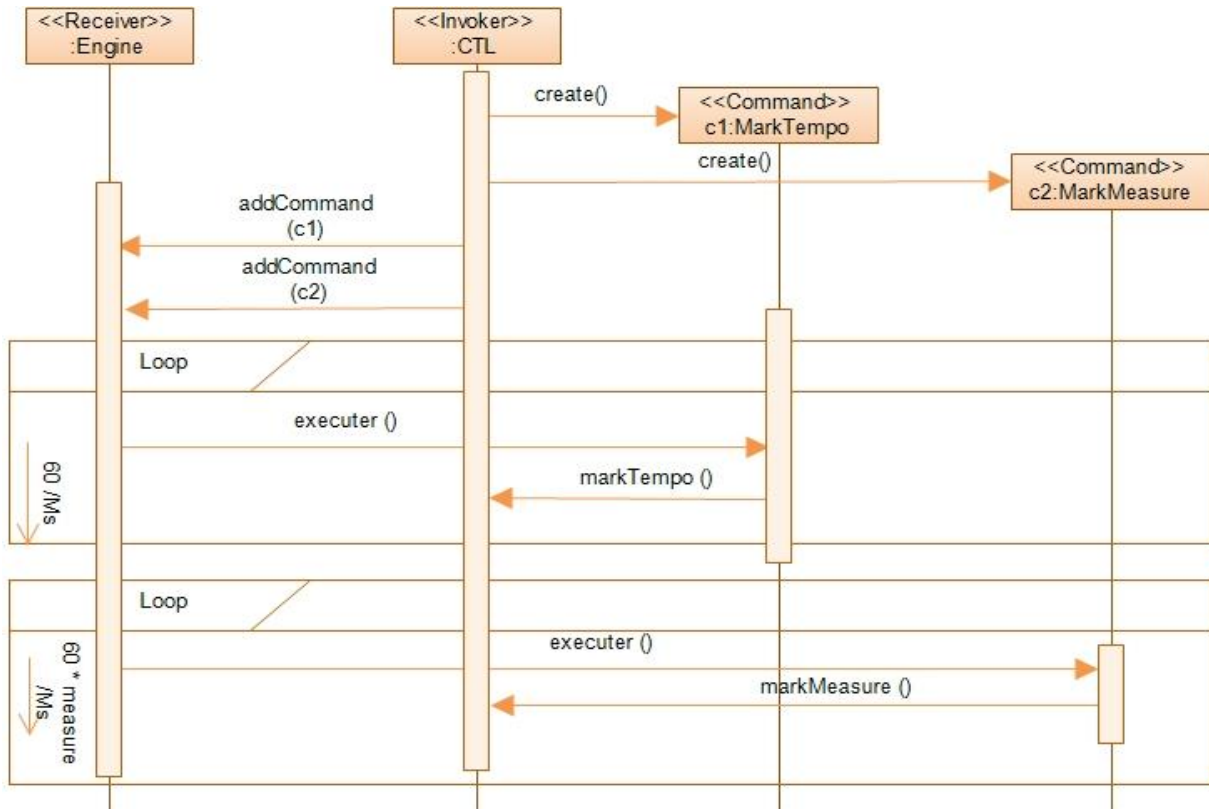 <<Receiver>>
:Engine
<<Invoker>>
:CTL
create()
<<Command>>
c1:MarkTempo
create()
<<Command>>
c2:MarkMeasure
addCommand
(c1)
addCommand
(c2)
Loop
executer ()
markTempo ()
60 /Ms
Loop
executer ()
markMeasure ()
60 * measure
/Ms